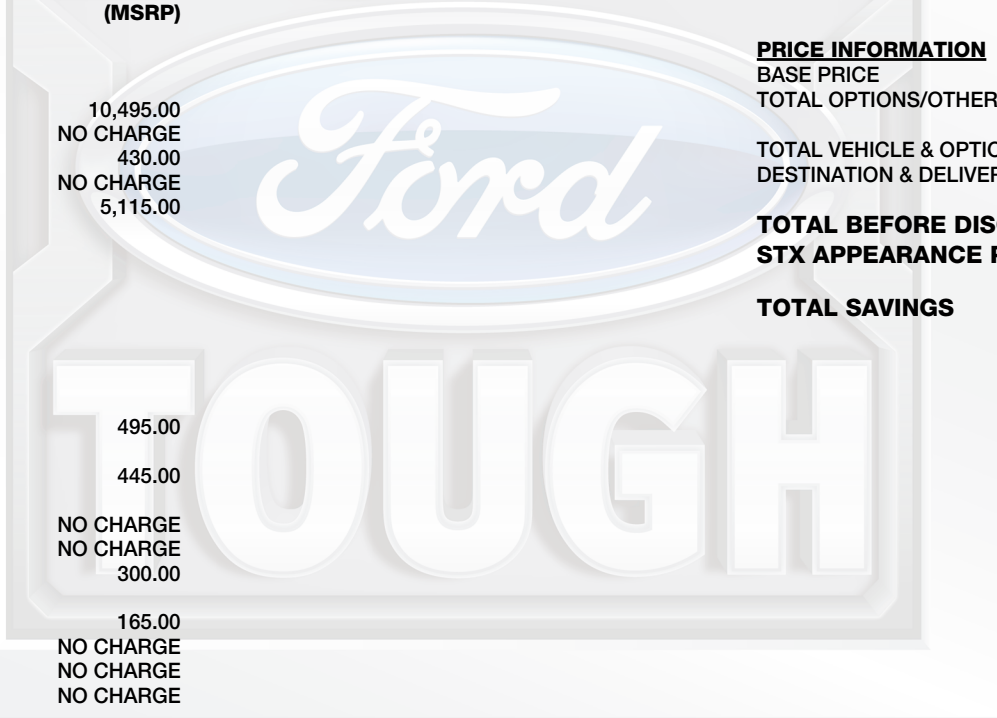 (MSRP)
10,495.00
NO CHARGE
430.00
NO CHARGE
5,115.00
495.00
445.00
NO CHARGE
NO CHARGE
300.00
165.00
NO CHARGE
NO CHARGE
NO CHARGE
PRICE INFORMATION
BASE PRICE
TOTAL OPTIONS/OTHER
TOTAL VEHICLE & OPTIO
DESTINATION & DELIVER
TOTAL BEFORE DIS
STX APPEARANCE P
TOTAL SAVINGS
Ford
TOUGH